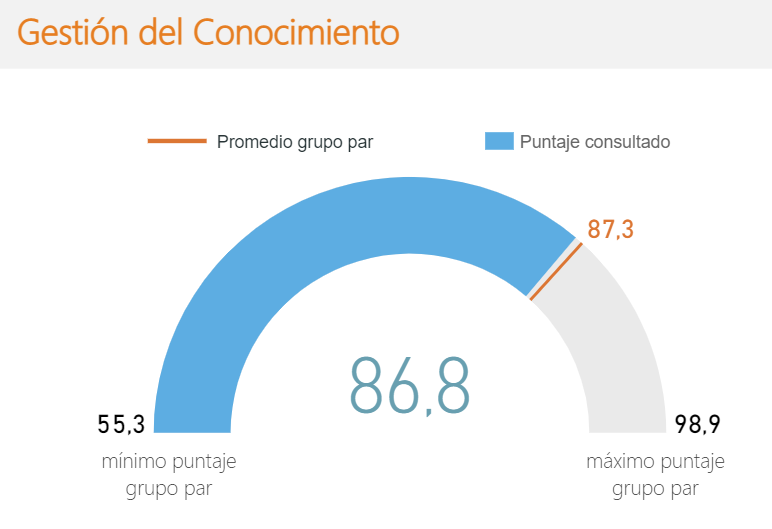 Gestión del Conocimiento
Promedio grupo par
Puntaje consultado
87,3
86,8
55,3
98,9
mínimo puntaje
grupo par
máximo puntaje
grupo par